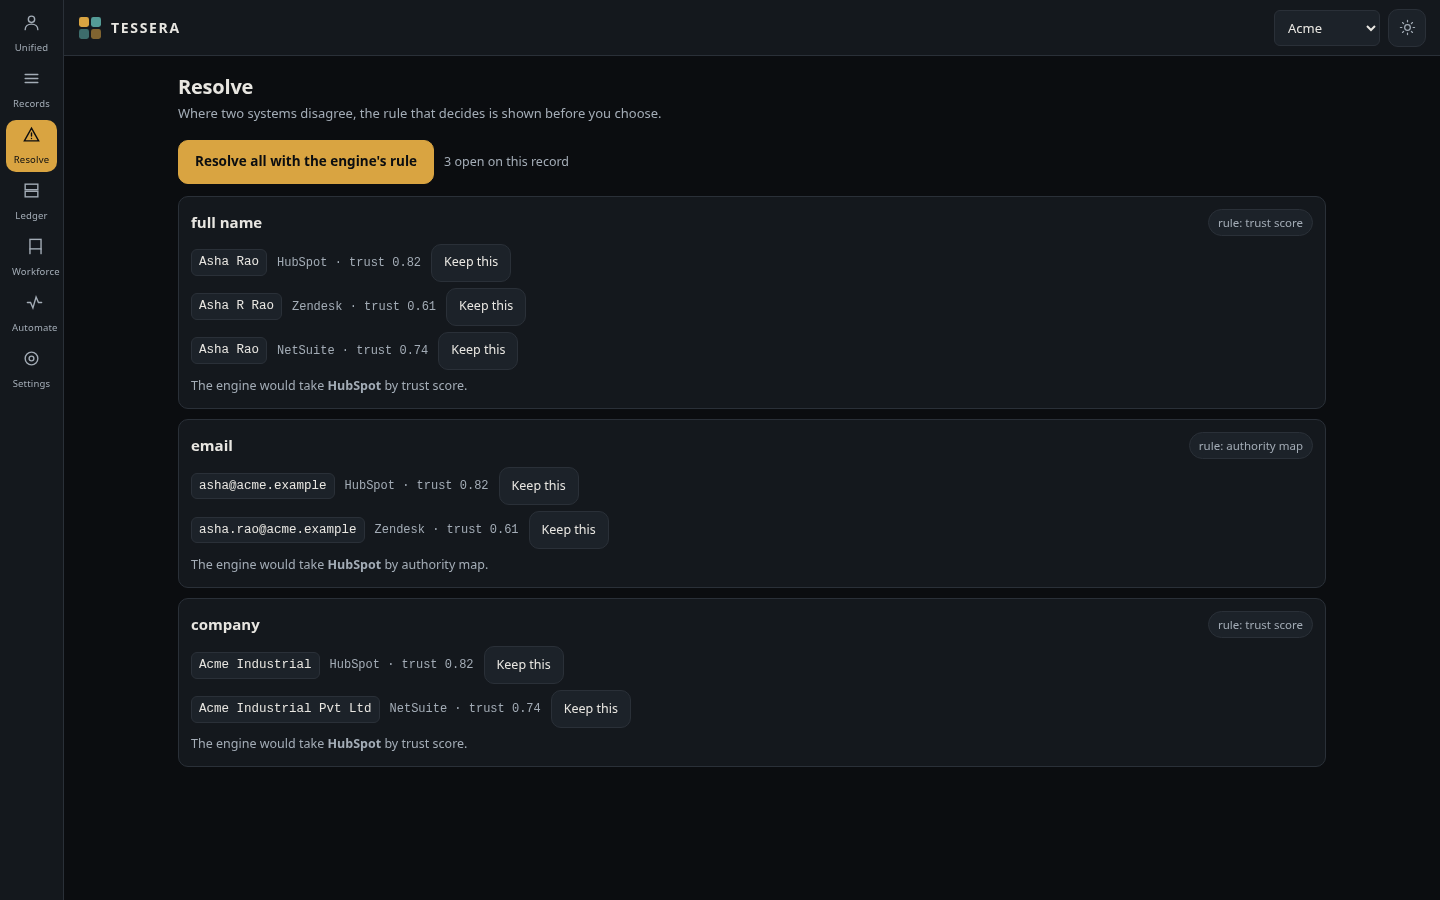 Unified
Records
Resolve
Ledger
Workforce
Automate
Settings
TESSERA
Acme
Resolve
Where two systems disagree, the rule that decides is shown before you choose.
Resolve all with the engine's rule 3 open on this record
full name rule: trust score
Asha Rao HubSpot · trust 0.82 Keep this
Asha R Rao Zendesk · trust 0.61 Keep this
Asha Rao NetSuite · trust 0.74 Keep this
The engine would take HubSpot by trust score.
email rule: authority map
asha@acme.example HubSpot · trust 0.82 Keep this
asha.rao@acme.example Zendesk · trust 0.61 Keep this
The engine would take HubSpot by authority map.
company rule: trust score
Acme Industrial HubSpot · trust 0.82 Keep this
Acme Industrial Pvt Ltd NetSuite · trust 0.74 Keep this
The engine would take HubSpot by trust score.